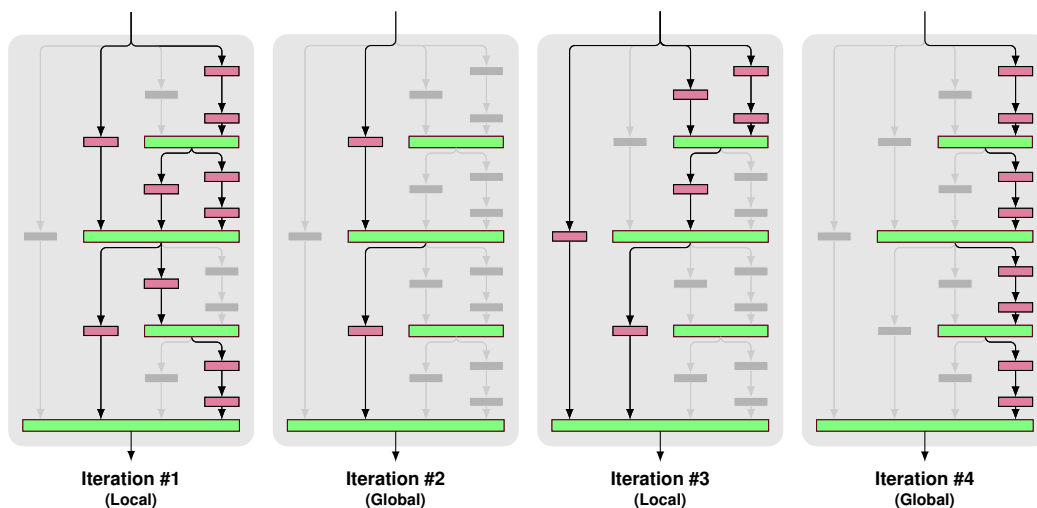 Iteration #1
(Local)
Iteration #2
(Global)
Iteration #3
(Local)
Iteration #4
(Global)